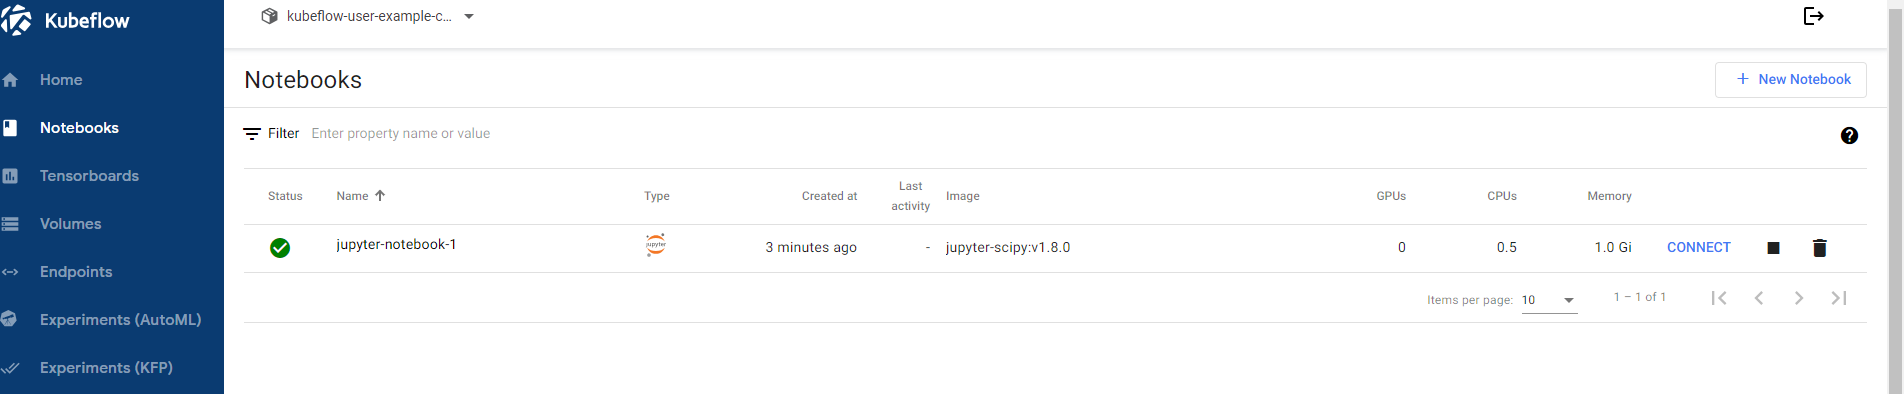 Kubeflow
kubeflow-user-example-c...
Home
Notebooks
Tensorboards
Volumes
Endpoints
Experiments (AutoML)
Experiments (KFP)
Notebooks
+ New Notebook
Filter Enter property name or value
?
Status Name Type Created at Last activity Image GPUs CPUs Memory
jupyter-notebook-1 jupyter 3 minutes ago - jupyter-scipy:v1.8.0 0 0.5 1.0 Gi CONNECT
Items per page: 10 1 – 1 of 1